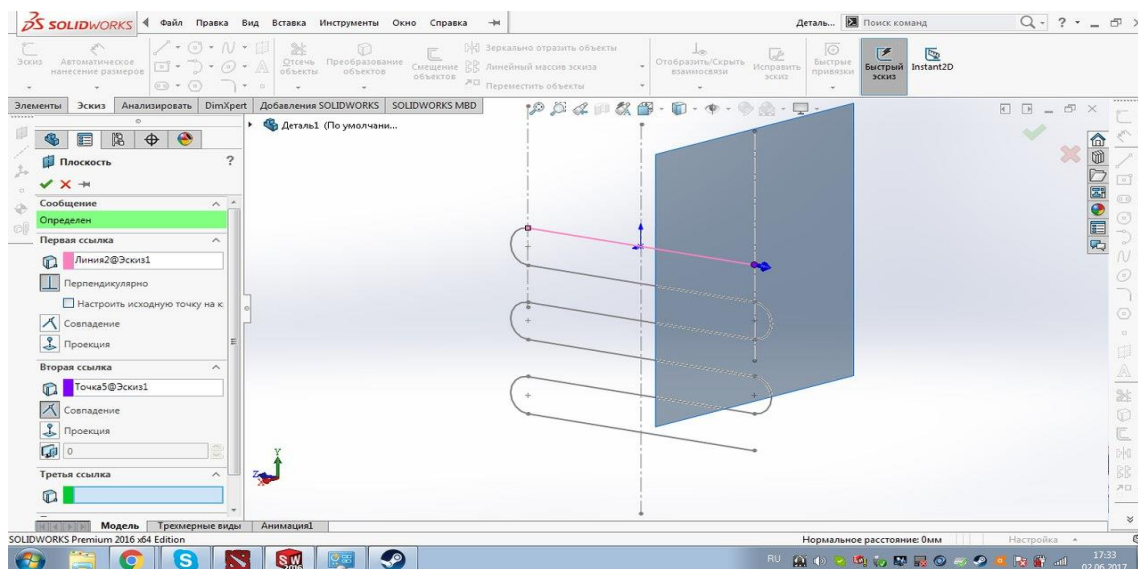 SOLIDWORKS Файл Правка Вид Вставка Инструменты Окно Справка Деталь... Поиск команд ?
Эскиз
Автоматическое нанесение размеров
Отсечь объекты
Преобразование объектов
Смещение объектов
Зеркально отразить объекты
Линейный массив эскиза
Переместить объекты
Отобразить/Скрыть взаимосвязи
Исправить эскиз
Быстрые привязки
Быстрый эскиз
Instant2D
Элементы Эскиз Анализировать DimXpert Добавления SOLIDWORKS SOLIDWORKS MBD
Деталь1 (По умолчани...
Плоскость ?
Сообщение
Определен
Первая ссылка
Линия2@Эскиз1
Перпендикулярно
Настроить исходную точку на к
Совпадение
Проекция
Вторая ссылка
Точка5@Эскиз1
Совпадение
Проекция
0
Третья ссылка
Y
Z
X
Модель Трехмерные виды Анимация1
SOLIDWORKS Premium 2016 x64 Edition Нормальное расстояние: 0мм Настройка
RU 17:33
02.06.2017